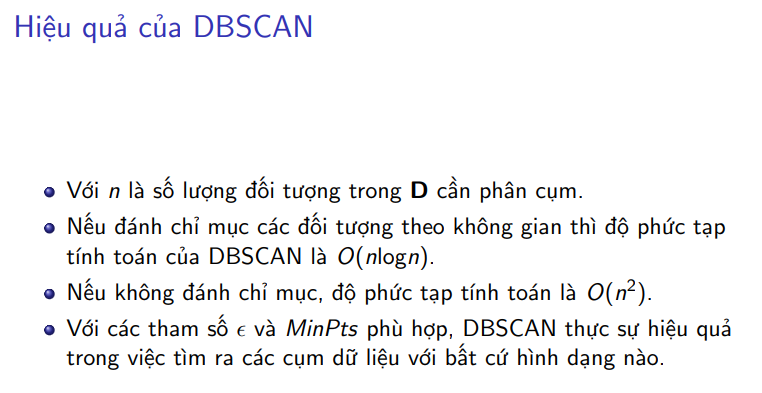 Hiệu quả của DBSCAN
Với n là số lượng đối tượng trong D cần phân cụm.
Nếu đánh chỉ mục các đối tượng theo không gian thì độ phức tạp
tính toán của DBSCAN là O(nlogn).
Nếu không đánh chỉ mục, độ phức tạp tính toán là O(n²).
Với các tham số ϵ và MinPts phù hợp, DBSCAN thực sự hiệu quả
trong việc tìm ra các cụm dữ liệu với bất cứ hình dạng nào.